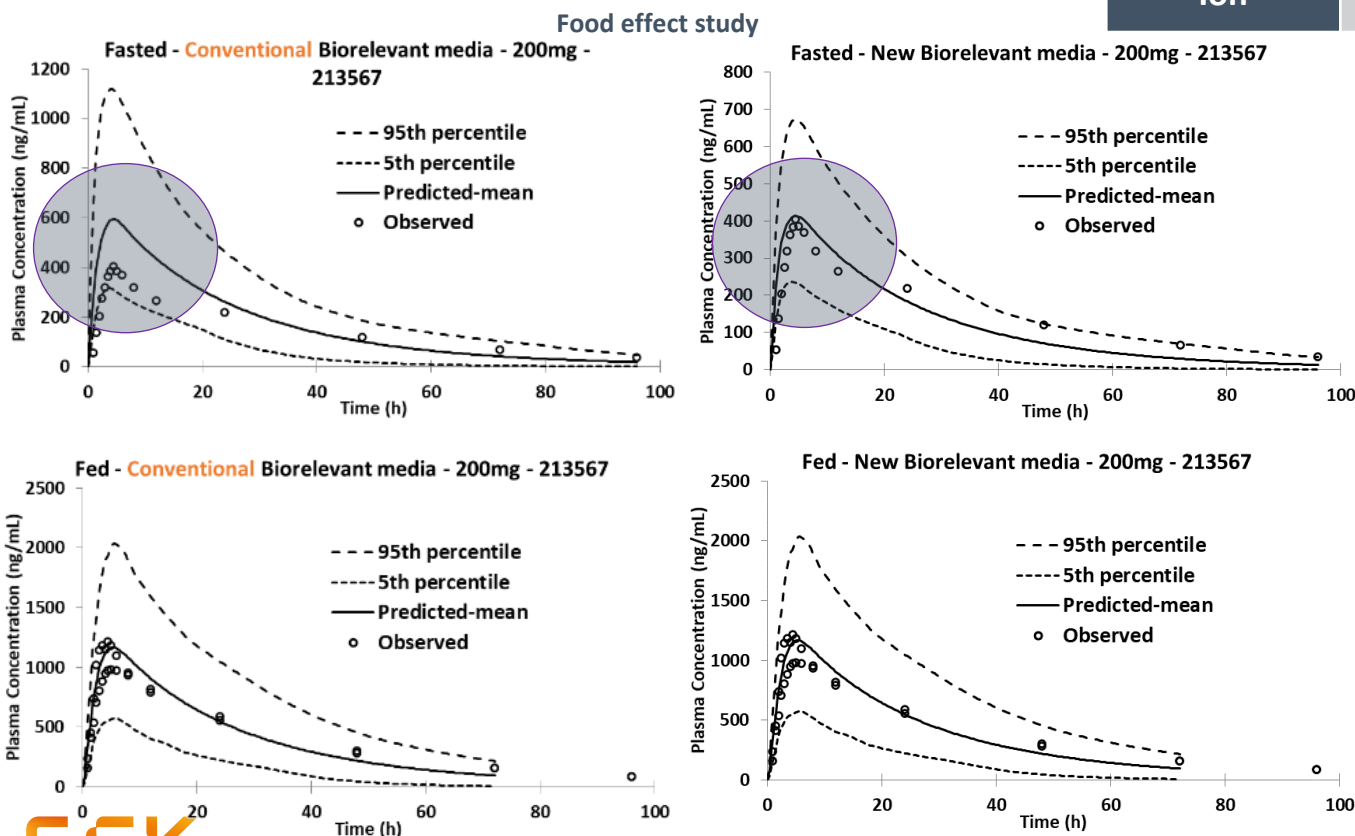 Food effect study
Fasted - Conventional Biorelevant media - 200mg -
213567
1200
1000
800
600
400
200
0
0
20
40
60
80
100
Plasma Concentration (ng/mL)
Time (h)
95th percentile
5th percentile
Predicted-mean
Observed
Fasted - New Biorelevant media - 200mg - 213567
800
700
600
500
400
300
200
100
0
0
20
40
60
80
100
Plasma Concentration (ng/mL)
Time (h)
95th percentile
5th percentile
Predicted-mean
Observed
Fed - Conventional Biorelevant media - 200mg - 213567
2500
2000
1500
1000
500
0
0
20
40
60
80
100
Plasma Concentration (ng/mL)
Time (h)
95th percentile
5th percentile
Predicted-mean
Observed
Fed - New Biorelevant media - 200mg - 213567
2500
2000
1500
1000
500
0
0
20
40
60
80
100
Plasma Concentration (ng/mL)
Time (h)
95th percentile
5th percentile
Predicted-mean
Observed